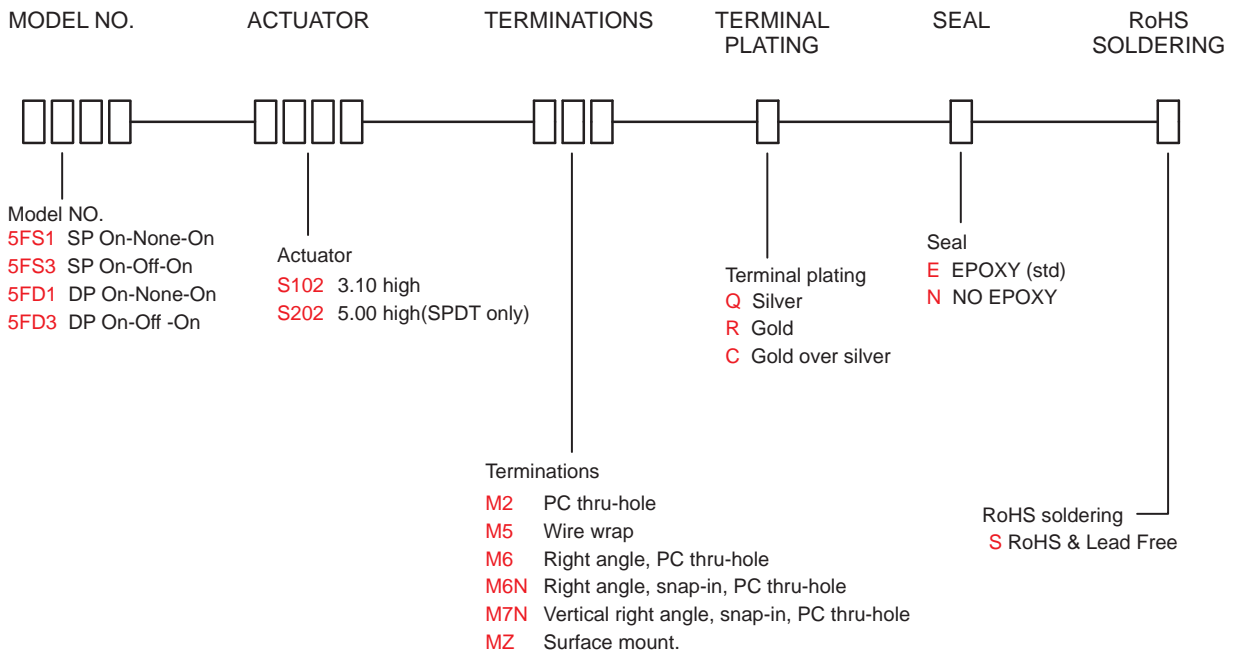 MODEL NO.
ACTUATOR
TERMINATIONS
TERMINAL
PLATING
SEAL
RoHS
SOLDERING
Model NO.
5FS1 SP On-None-On
5FS3 SP On-Off-On
5FD1 DP On-None-On
5FD3 DP On-Off -On
Actuator
S102 3.10 high
S202 5.00 high(SPDT only)
Terminations
M2 PC thru-hole
M5 Wire wrap
M6 Right angle, PC thru-hole
M6N Right angle, snap-in, PC thru-hole
M7N Vertical right angle, snap-in, PC thru-hole
MZ Surface mount.
Terminal plating
Q Silver
R Gold
C Gold over silver
Seal
E EPOXY (std)
N NO EPOXY
RoHS soldering
S RoHS & Lead Free